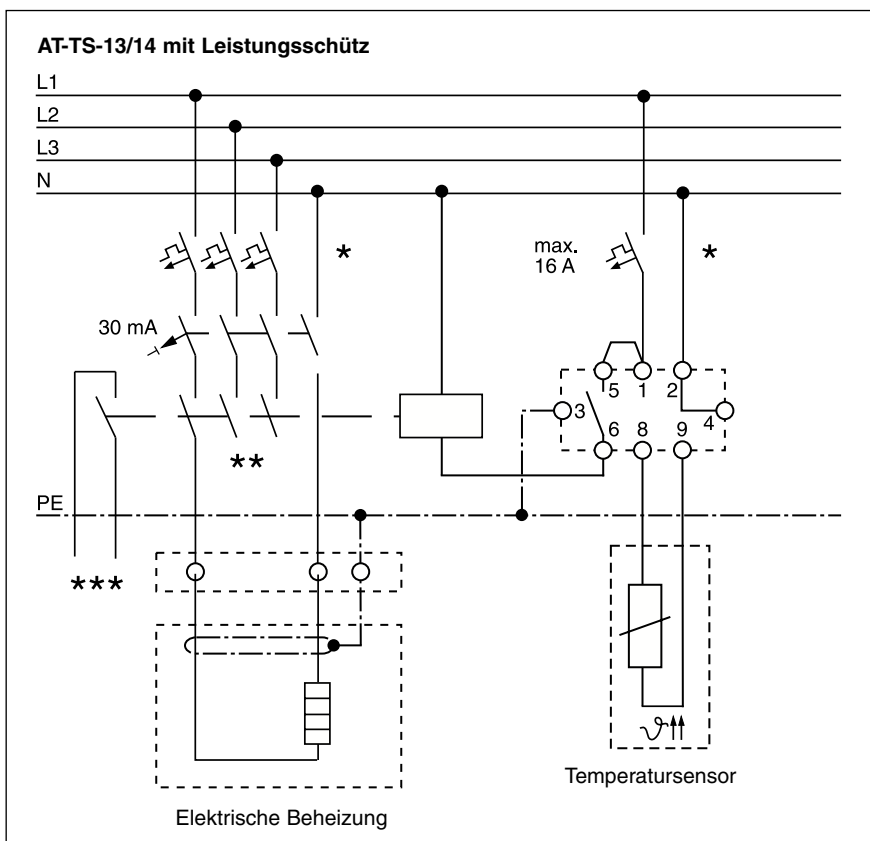 AT-TS-13/14 mit Leistungsschütz
L1
L2
L3
N
*
max.
16 A
*
30 mA
5 1 2
3 4
6 8 9
**
PE
***
ϑ
Temperatursensor
Elektrische Beheizung